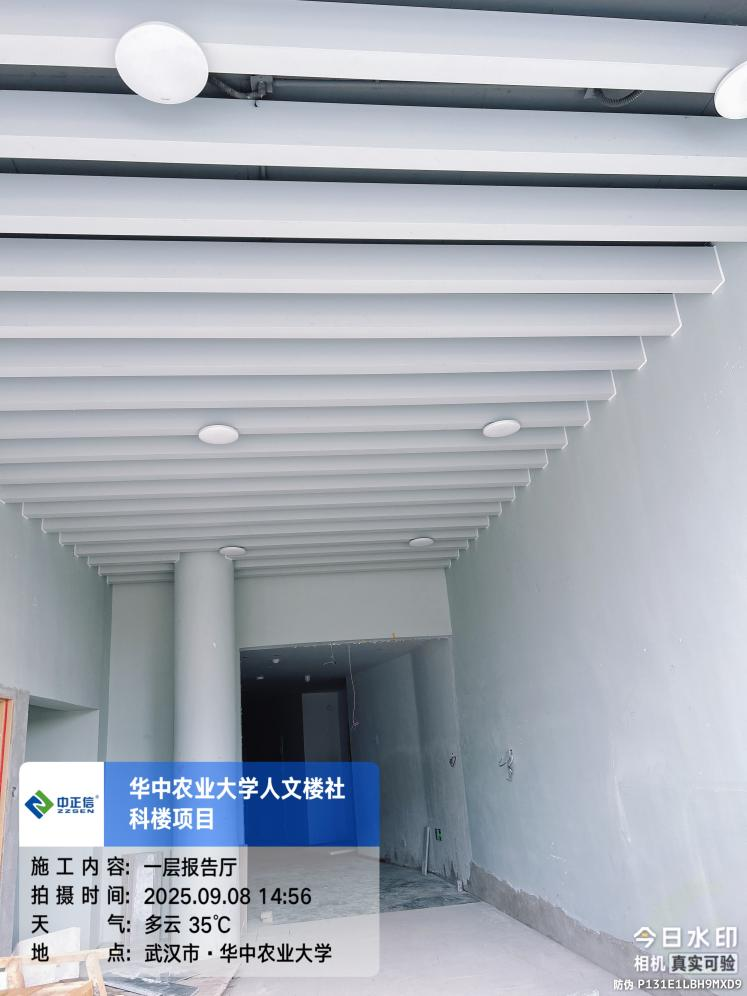 中正信®
ZZSEN
华中农业大学人文楼社
科楼项目
施工内容: 一层报告厅
拍摄时间: 2025.09.08 14:56
天气: 多云 35℃
地点: 武汉市·华中农业大学
今日水印
相机 真实可验
防伪 P131E1LBH9MXD9